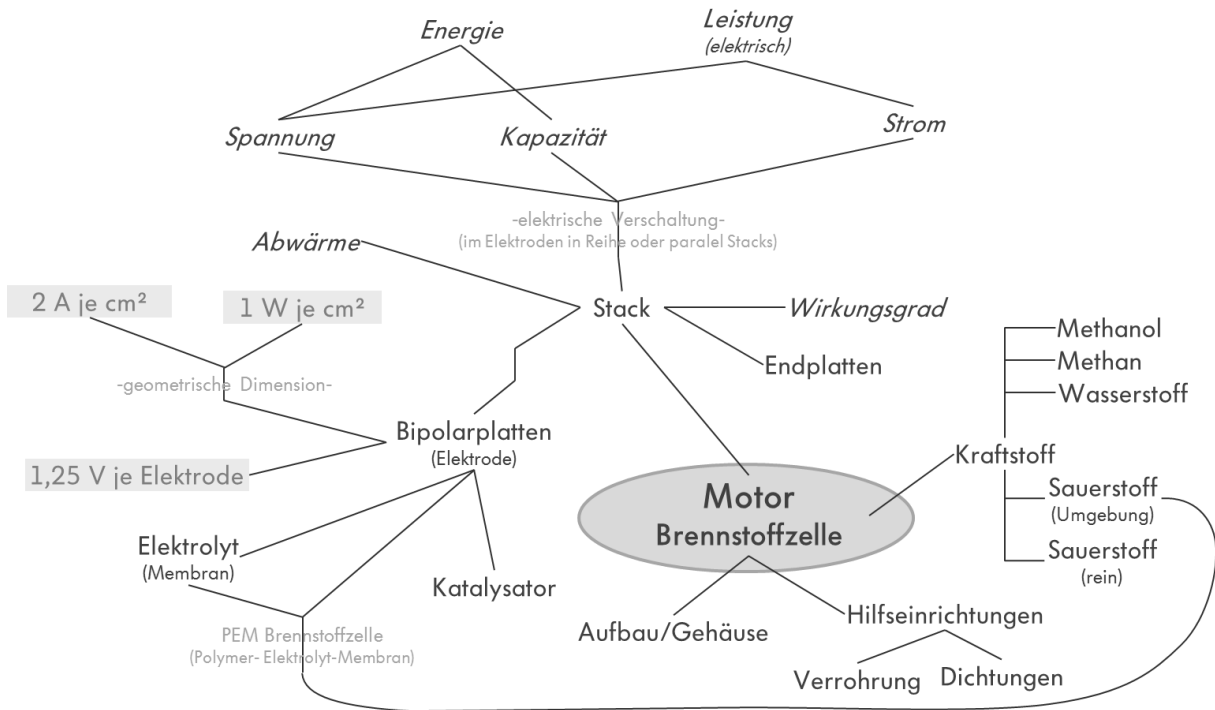 Energie
Leistung
(elektrisch)
Spannung
Kapazität
Strom
-elektrische Verschaltung-
(im Elektroden in Reihe oder paralel Stacks)
Abwärme
2 A je cm²
1 W je cm²
Stack
Wirkungsgrad
Endplatten
Methanol
Methan
Wasserstoff
-geometrische Dimension-
Bipolarplatten
(Elektrode)
Kraftstoff
1,25 V je Elektrode
Motor
Brennstoffzelle
Sauerstoff
(Umgebung)
Sauerstoff
(rein)
Elektrolyt
(Membran)
Katalysator
Aufbau/Gehäuse
Hilfseinrichtungen
PEM Brennstoffzelle
(Polymer- Elektrolyt-Membran)
Verrohrung
Dichtungen